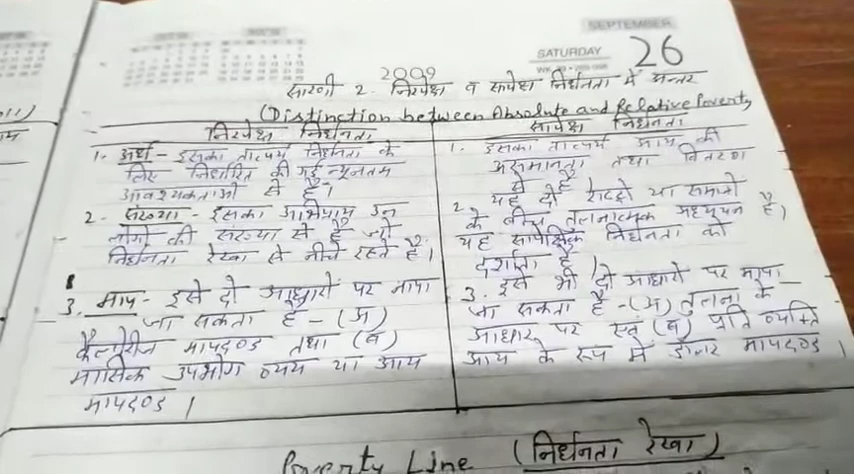 SEPTEMBER
SATURDAY
26
2009
सारणी 2. निरपेक्ष व सापेक्ष निर्धनता में अन्तर
(Distinction between Absolute and Relative Poverty
निरपेक्ष निर्धनता
1. अर्थ - इसका तात्पर्य निर्धनता के
लिए निर्धारित की गई न्यूनतम
आवश्यकताओं से है।
2. संख्या - इसका अभिप्राय उन
लोगों की संख्या से है जो
निर्धनता रेखा से नीचे रहते है।
3. माप - इसे दो आधारों पर मापा
जा सकता है - (अ)
कैलोरीज मापदण्ड तथा (ब)
मासिक उपभोग व्यय या आय
मापदण्ड।
सापेक्ष निर्धनता
1. इसका तात्पर्य आय की
असमानता तथा वितरण
से है
2. यह दो राष्ट्रों या समाजों
के बीच तुलनात्मक अध्ययन है।
यह सापेक्षिक निर्धनता को
दर्शाता है।
3. इसे भी दो आधारों पर मापा
जा सकता है - (अ) तुलना के
आधार पर एवं (ब) प्रति व्यक्ति
आय के रूप में डॉलर मापदण्ड।
Poverty Line (निर्धनता रेखा)